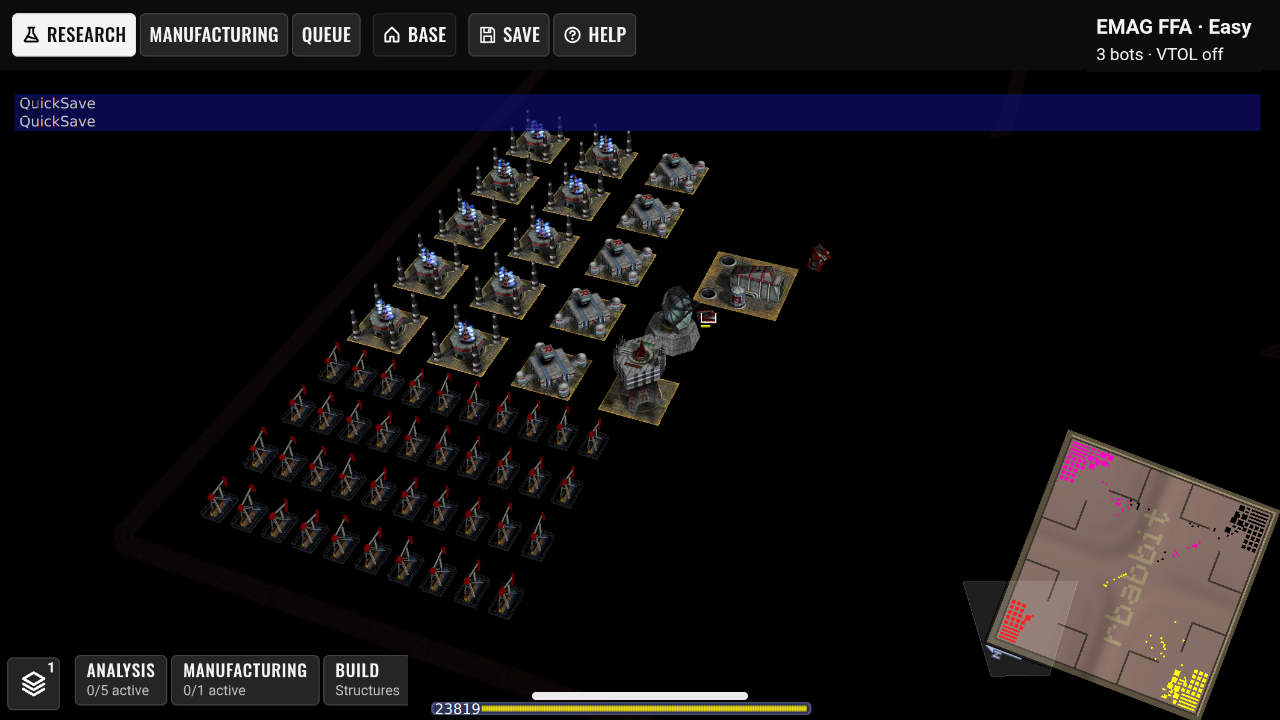 RESEARCH
MANUFACTURING
QUEUE
BASE
SAVE
HELP
EMAG FFA · Easy
3 bots · VTOL off
QuickSave
QuickSave
rbabbit
1
ANALYSIS
0/5 active
MANUFACTURING
0/1 active
BUILD
Structures
23819